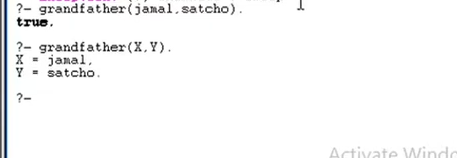 ?- grandfather(jamal,satcho).
true.
?- grandfather(X,Y).
X = jamal,
Y = satcho.
?-
Activate Windo